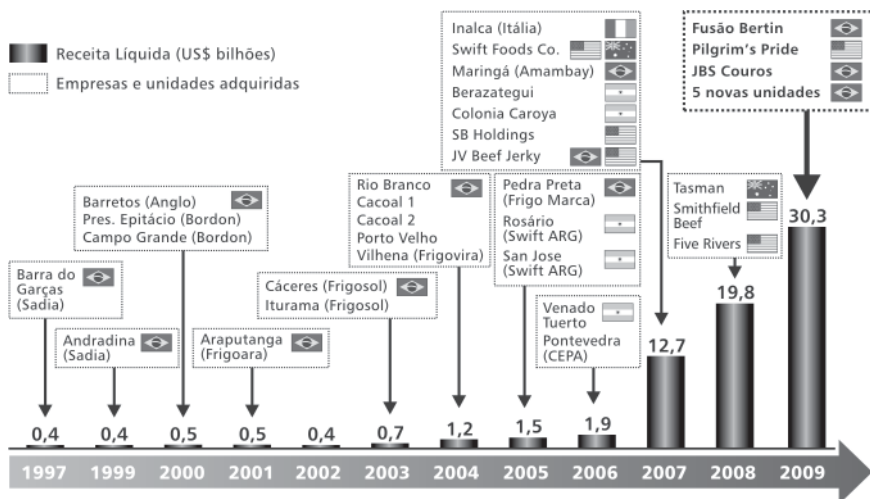 Receita Líquida (US$ bilhões)
Empresas e unidades adquiridas
Barra do
Garças
(Sadia)
Andradina
(Sadia)
Barretos (Anglo)
Pres. Epitácio (Bordon)
Campo Grande (Bordon)
Araputanga
(Frigoara)
Cáceres (Frigosol)
Iturama (Frigosol)
Rio Branco
Cacoal 1
Cacoal 2
Porto Velho
Vilhena (Frigovira)
Inalca (Itália)
Swift Foods Co.
Maringá (Amambay)
Berazategui
Colonia Caroya
SB Holdings
JV Beef Jerky
Pedra Preta
(Frigo Marca)
Rosário
(Swift ARG)
San Jose
(Swift ARG)
Venado
Tuerto
Pontevedra
(CEPA)
Tasman
Smithfield
Beef
Five Rivers
Fusão Bertin
Pilgrim's Pride
JBS Couros
5 novas unidades
0,4
0,4
0,5
0,5
0,4
0,7
1,2
1,5
1,9
12,7
19,8
30,3
1997
1999
2000
2001
2002
2003
2004
2005
2006
2007
2008
2009